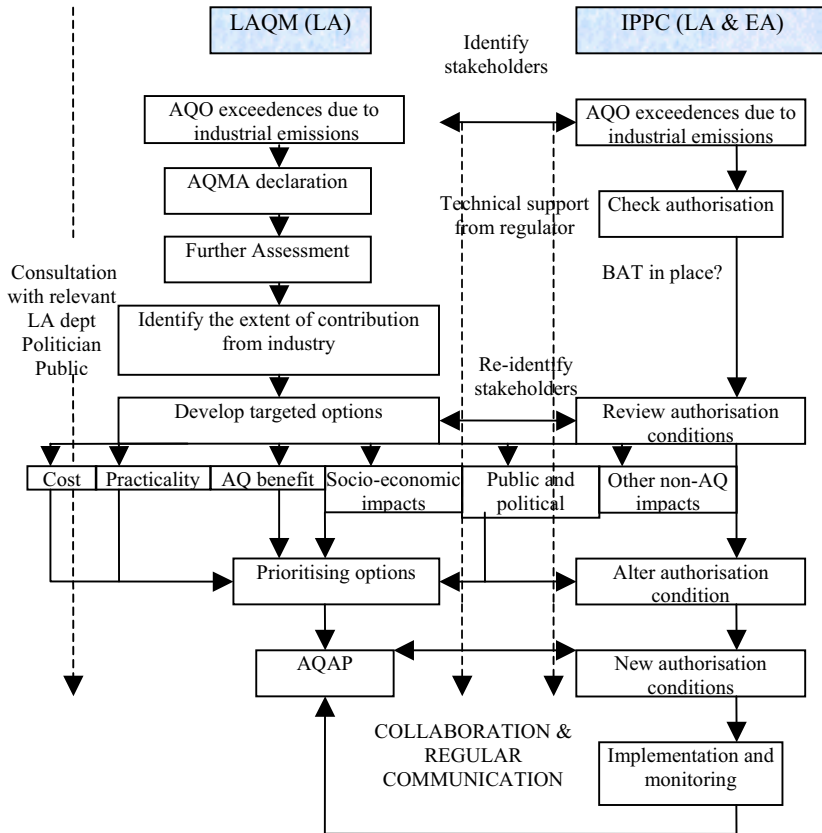 LAQM (LA)
IPPC (LA & EA)
Identify
stakeholders
AQO exceedences due to
industrial emissions
AQO exceedences due to
industrial emissions
AQMA declaration
Technical support
from regulator
Check authorisation
Further Assessment
BAT in place?
Consultation
with relevant
LA dept
Politician
Public
Identify the extent of contribution
from industry
Re-identify
stakeholders
Develop targeted options
Review authorisation
conditions
Cost
Practicality
AQ benefit
Socio-economic
impacts
Public and
political
Other non-AQ
impacts
Prioritising options
Alter authorisation
condition
AQAP
New authorisation
conditions
COLLABORATION &
REGULAR
COMMUNICATION
Implementation and
monitoring